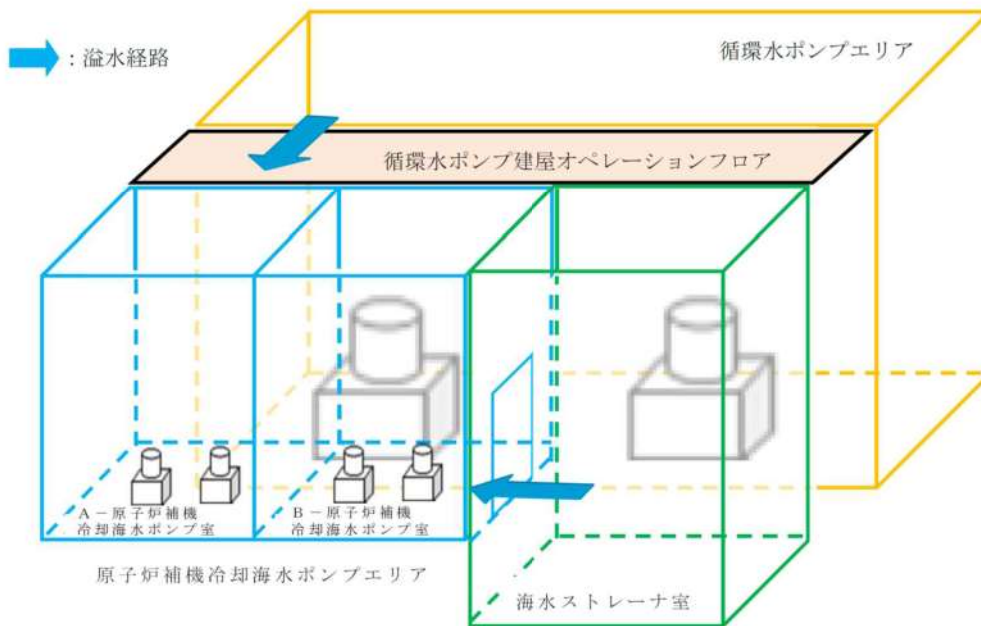 循環水ポンプエリア
：溢水経路
循環水ポンプ建屋オペレーションフロア
A－原子炉補機
冷却海水ポンプ室
B－原子炉補機
冷却海水ポンプ室
原子炉補機冷却海水ポンプエリア
海水ストレーナ室